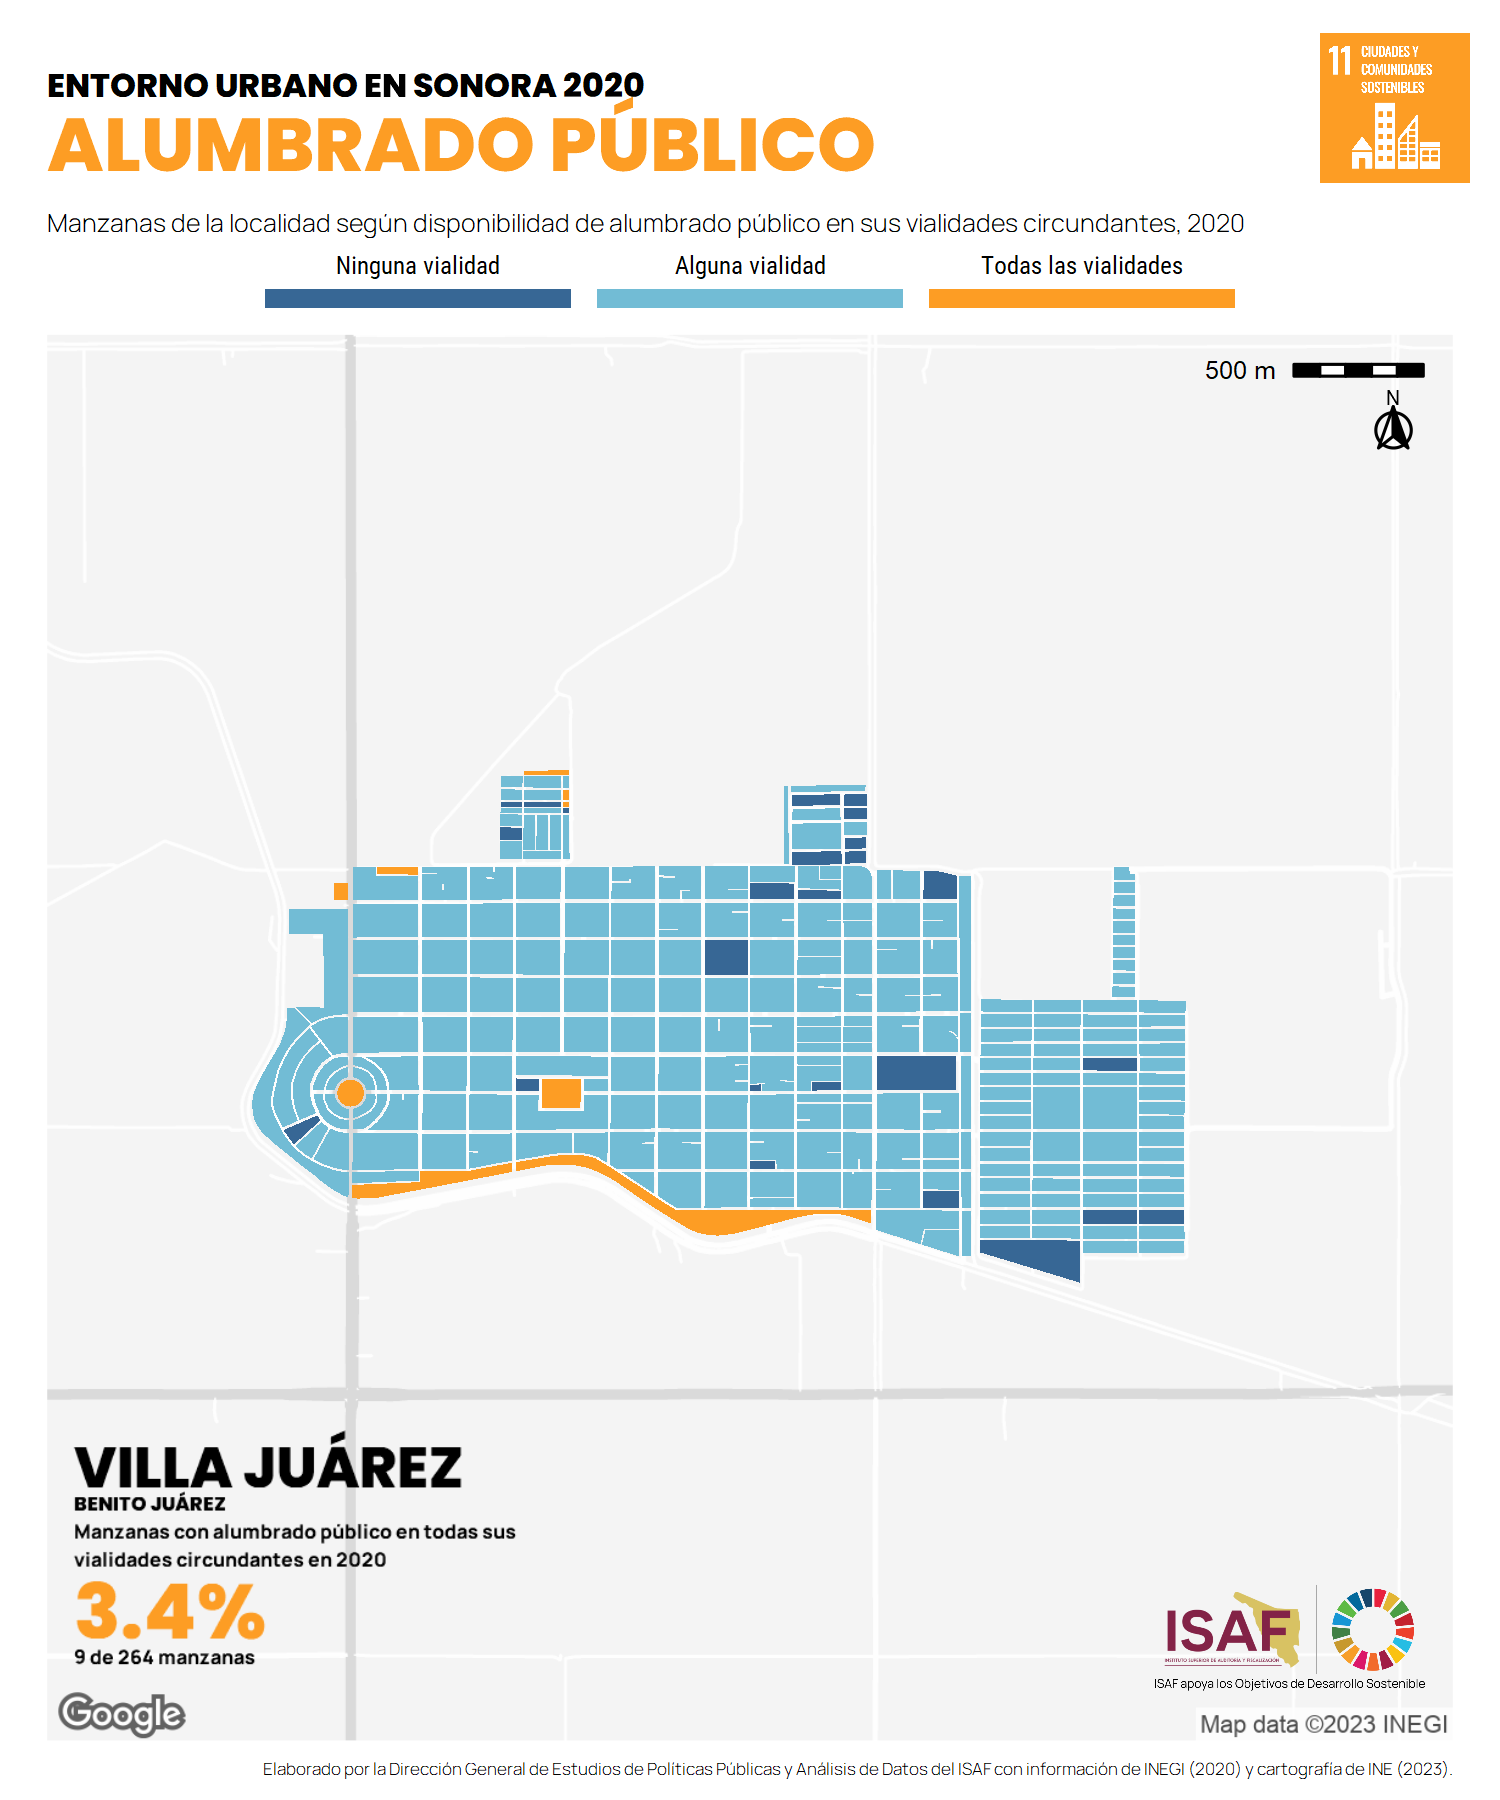 ENTORNO URBANO EN SONORA 2020
ALUMBRADO PÚBLICO
11 CIUDADES Y
COMUNIDADES
SOSTENIBLES
Manzanas de la localidad según disponibilidad de alumbrado público en sus vialidades circundantes, 2020
Ninguna vialidad
Alguna vialidad
Todas las vialidades
500 m
N
VILLA JUÁREZ
BENITO JUÁREZ
Manzanas con alumbrado público en todas sus
vialidades circundantes en 2020
3.4%
9 de 264 manzanas
ISAF
INSTITUTO SUPERIOR DE AUDITORÍA Y FISCALIZACIÓN
ISAF apoya los Objetivos de Desarrollo Sostenible
Google
Map data ©2023 INEGI
Elaborado por la Dirección General de Estudios de Políticas Públicas y Análisis de Datos del ISAF con información de INEGI (2020) y cartografía de INE (2023).